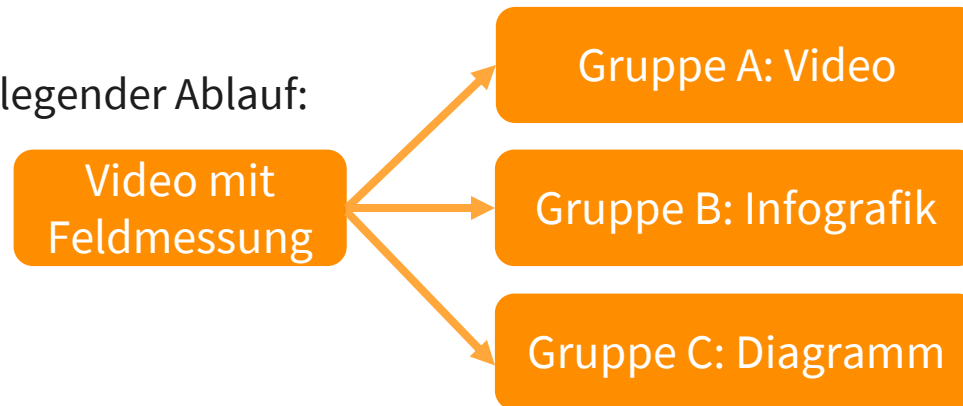 legender Ablauf:
Video mit
Feldmessung
Gruppe A: Video
Gruppe B: Infografik
Gruppe C: Diagramm